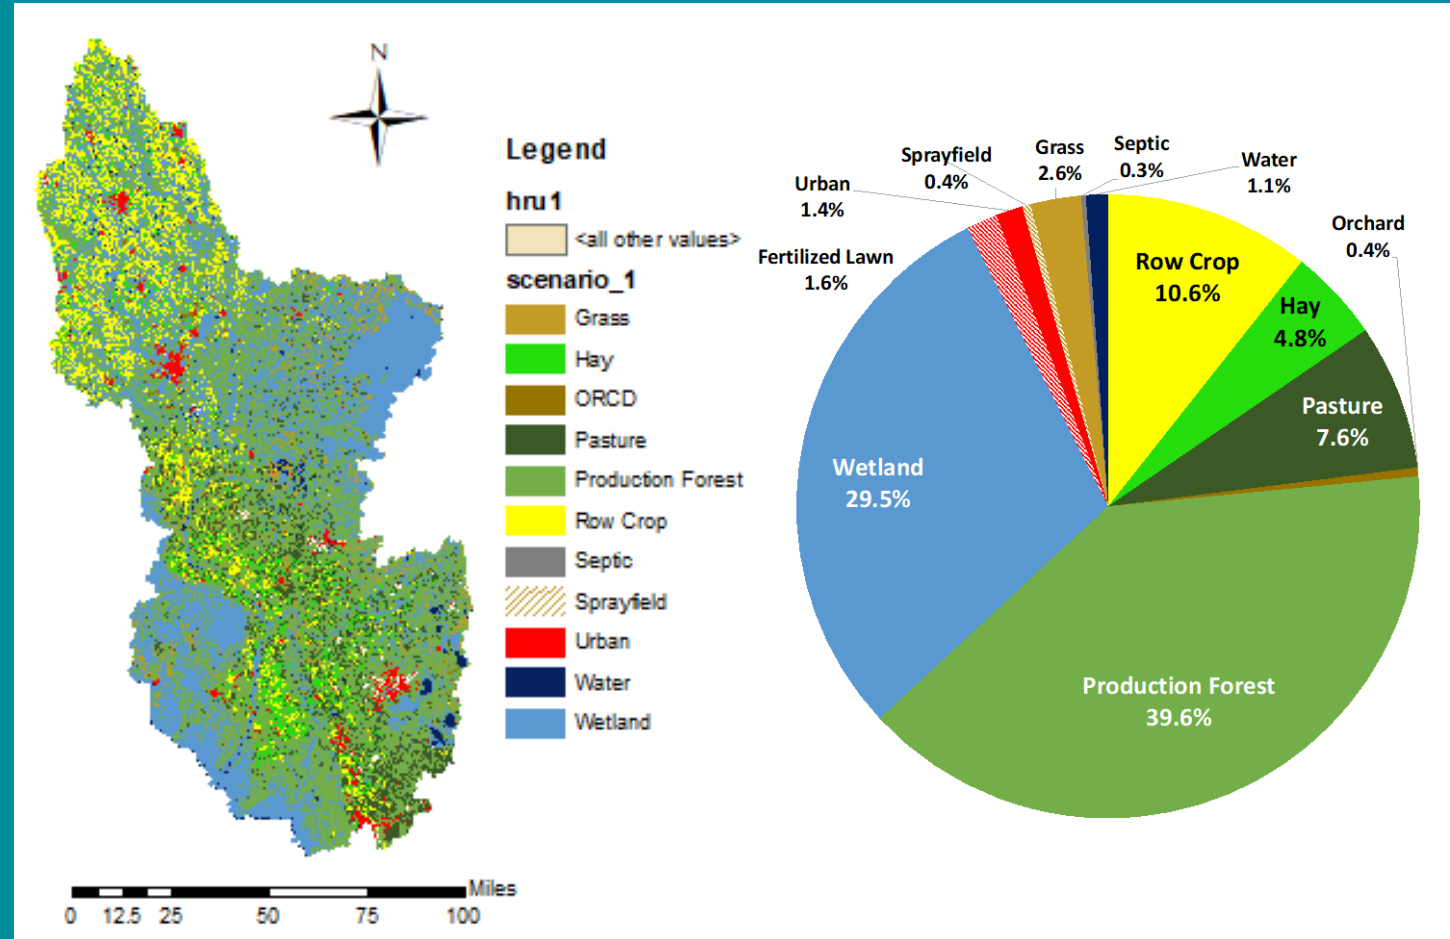 N
Legend
hru1
<all other values>
scenario_1
Grass
Hay
ORCD
Pasture
Production Forest
Row Crop
Septic
Sprayfield
Urban
Water
Wetland
Miles
0 12.5 25 50 75 100
Fertilized Lawn
1.6%
Urban
1.4%
Sprayfield
0.4%
Grass
2.6%
Septic
0.3%
Water
1.1%
Orchard
0.4%
Row Crop
10.6%
Hay
4.8%
Pasture
7.6%
Wetland
29.5%
Production Forest
39.6%